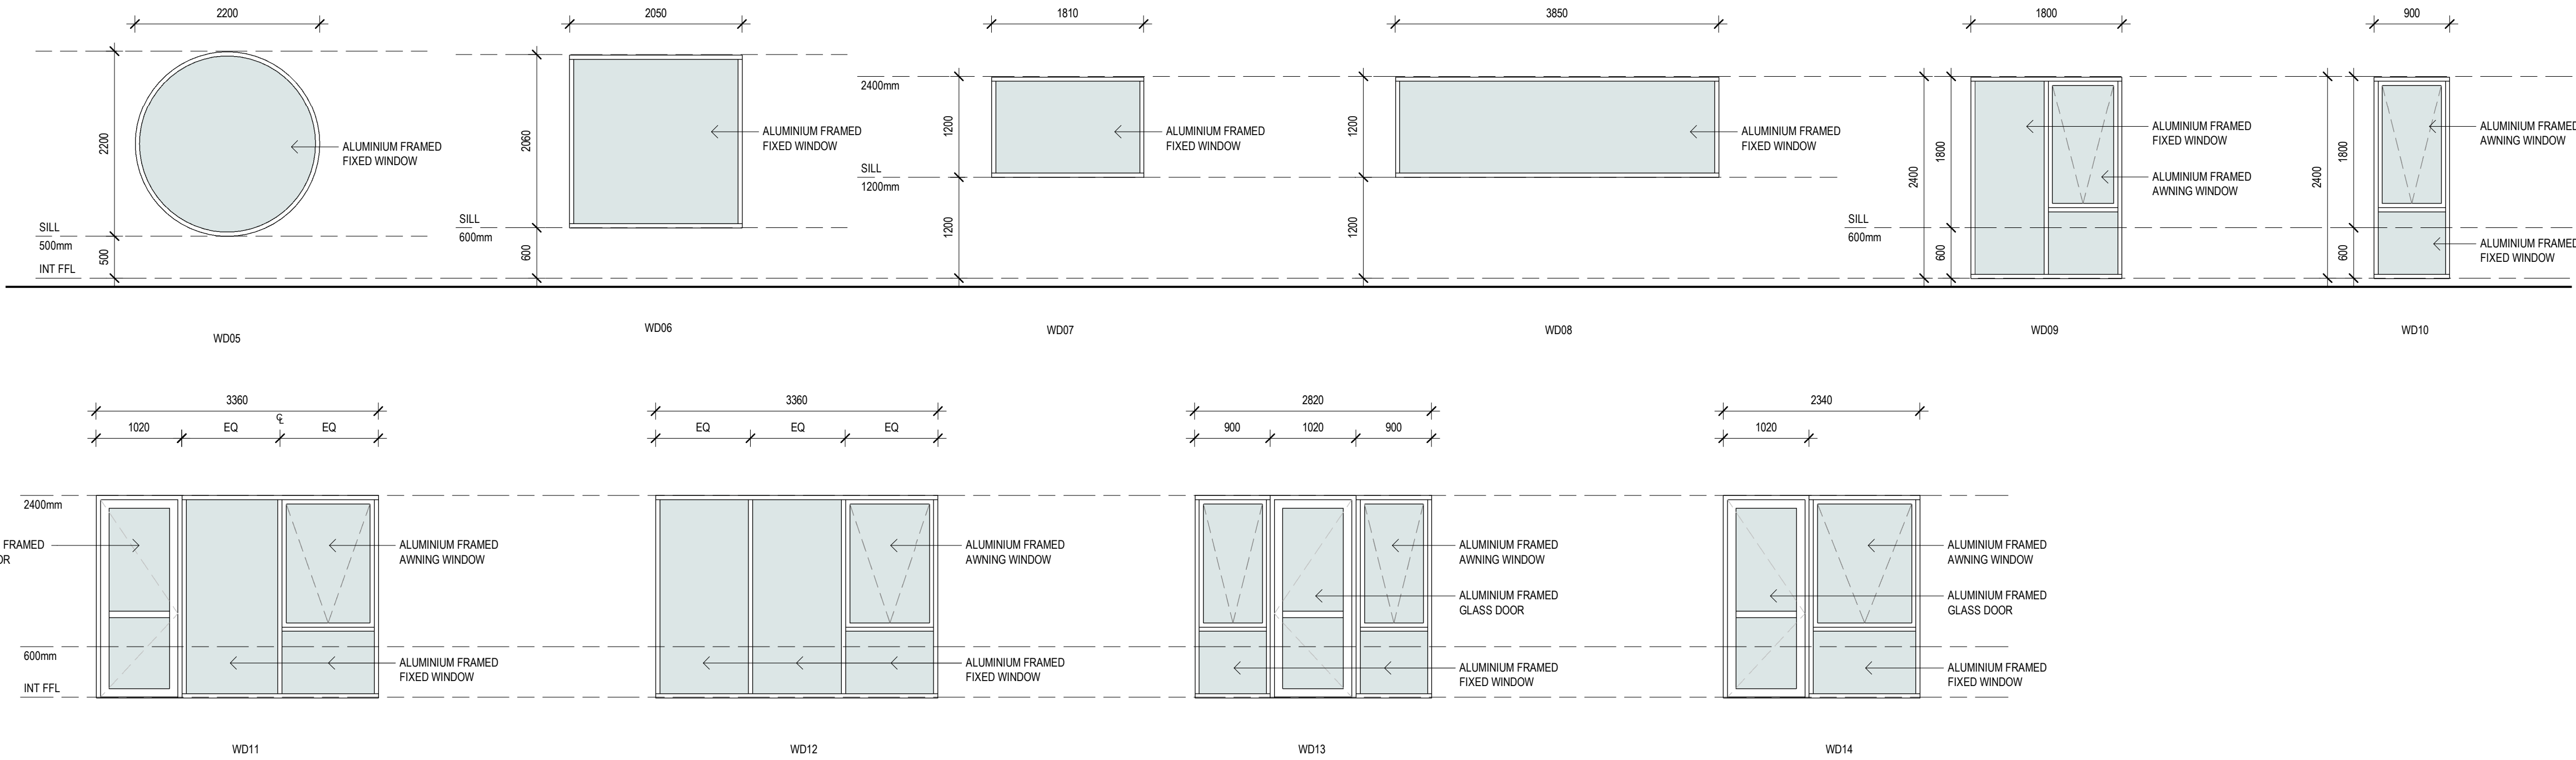 2200
2050
1810
3850
1800
900
2200
2060
2400mm
1200
1200
2400
1800
2400
1800
ALUMINIUM FRAMED
FIXED WINDOW
ALUMINIUM FRAMED
FIXED WINDOW
ALUMINIUM FRAMED
FIXED WINDOW
ALUMINIUM FRAMED
FIXED WINDOW
ALUMINIUM FRAMED
FIXED WINDOW
ALUMINIUM FRAMED
AWNING WINDOW
ALUMINIUM FRAMED
AWNING WINDOW
ALUMINIUM FRAMED
FIXED WINDOW
SILL
500mm
500
INT FFL
SILL
600mm
600
SILL
1200mm
1200
1200
SILL
600mm
600
600
WD05
WD06
WD07
WD08
WD09
WD10
3360
1020
EQ
℄
EQ
3360
EQ
EQ
EQ
2820
900
1020
900
2340
1020
2400mm
FRAMED
OR
ALUMINIUM FRAMED
AWNING WINDOW
600mm
ALUMINIUM FRAMED
FIXED WINDOW
INT FFL
ALUMINIUM FRAMED
AWNING WINDOW
ALUMINIUM FRAMED
FIXED WINDOW
ALUMINIUM FRAMED
AWNING WINDOW
ALUMINIUM FRAMED
GLASS DOOR
ALUMINIUM FRAMED
FIXED WINDOW
ALUMINIUM FRAMED
AWNING WINDOW
ALUMINIUM FRAMED
GLASS DOOR
ALUMINIUM FRAMED
FIXED WINDOW
WD11
WD12
WD13
WD14